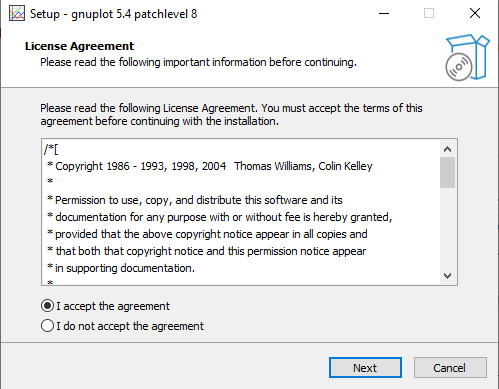 Setup - gnuplot 5.4 patchlevel 8
License Agreement
Please read the following important information before continuing.
Please read the following License Agreement. You must accept the terms of this
agreement before continuing with the installation.
/*[
* Copyright 1986 - 1993, 1998, 2004   Thomas Williams, Colin Kelley
*
* Permission to use, copy, and distribute this software and its
* documentation for any purpose with or without fee is hereby granted,
* provided that the above copyright notice appear in all copies and
* that both that copyright notice and this permission notice appear
* in supporting documentation.
*
I accept the agreement
I do not accept the agreement
Next
Cancel